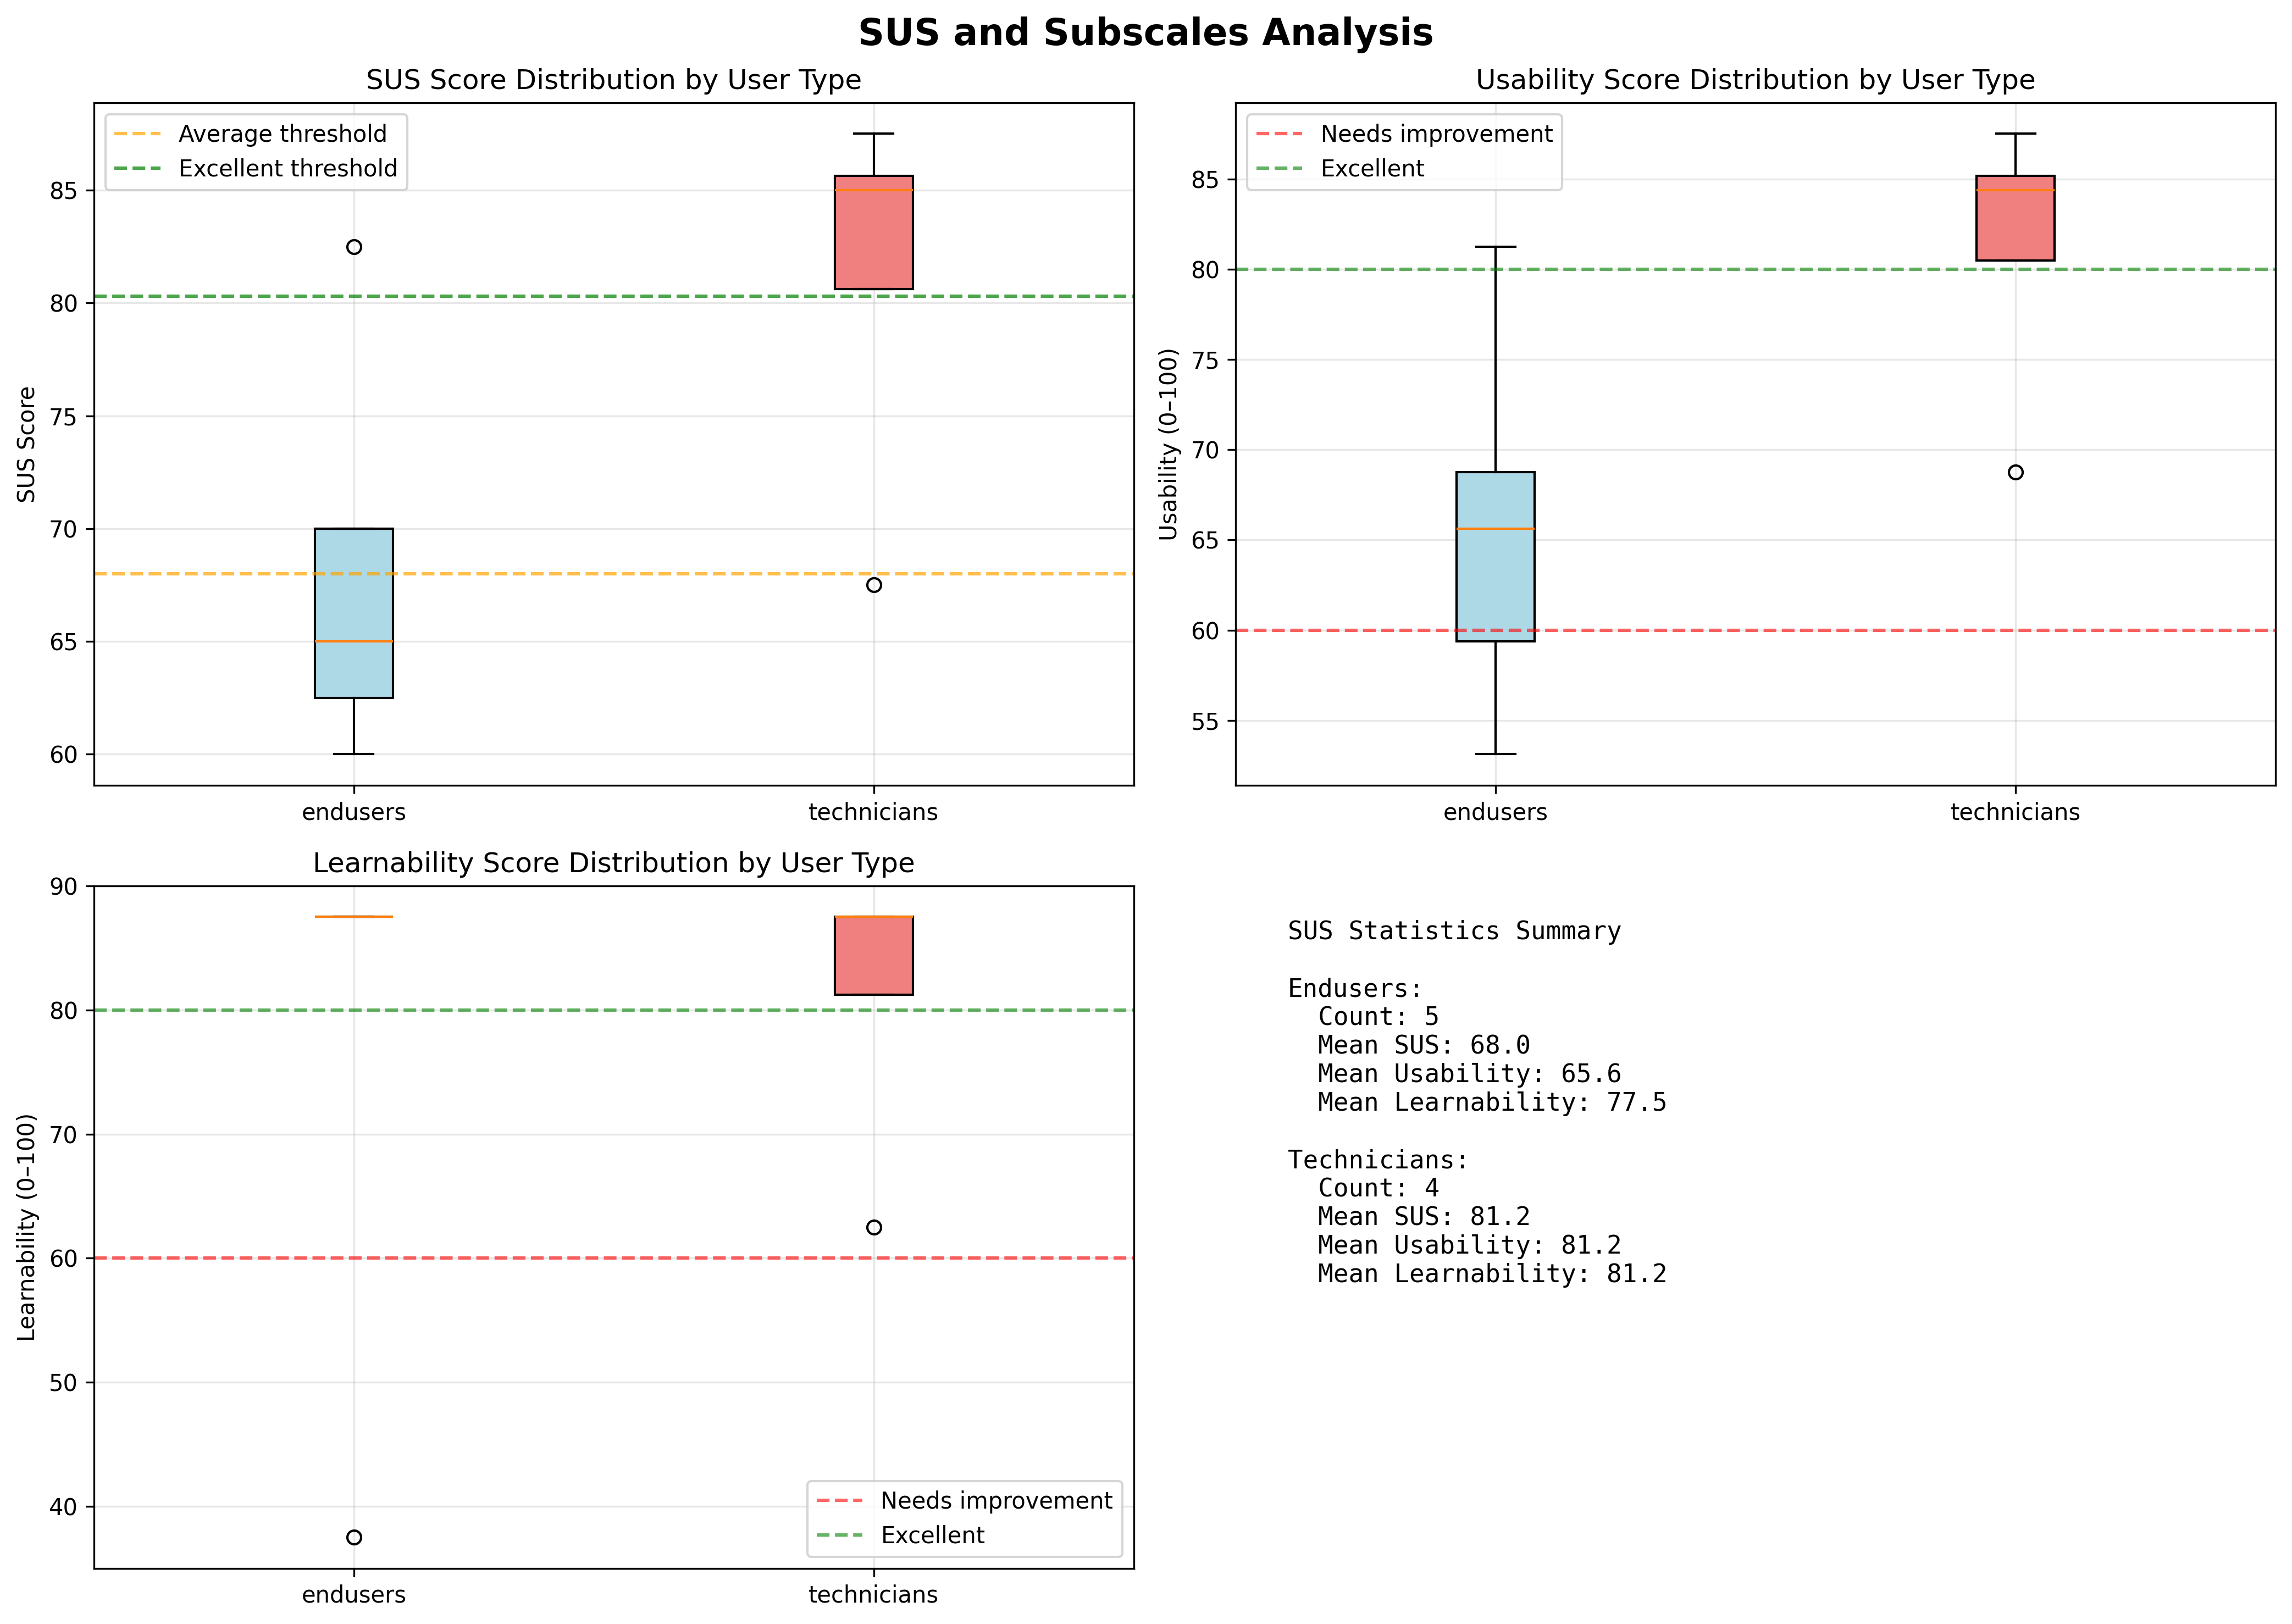 SUS and Subscales Analysis
SUS Score Distribution by User Type
Average threshold
Excellent threshold
SUS Score
85
80
75
70
65
60
endusers
technicians
Usability Score Distribution by User Type
Needs improvement
Excellent
Usability (0–100)
85
80
75
70
65
60
55
endusers
technicians
Learnability Score Distribution by User Type
Learnability (0–100)
90
80
70
60
50
40
Needs improvement
Excellent
endusers
technicians
SUS Statistics Summary
Endusers:
Count: 5
Mean SUS: 68.0
Mean Usability: 65.6
Mean Learnability: 77.5
Technicians:
Count: 4
Mean SUS: 81.2
Mean Usability: 81.2
Mean Learnability: 81.2